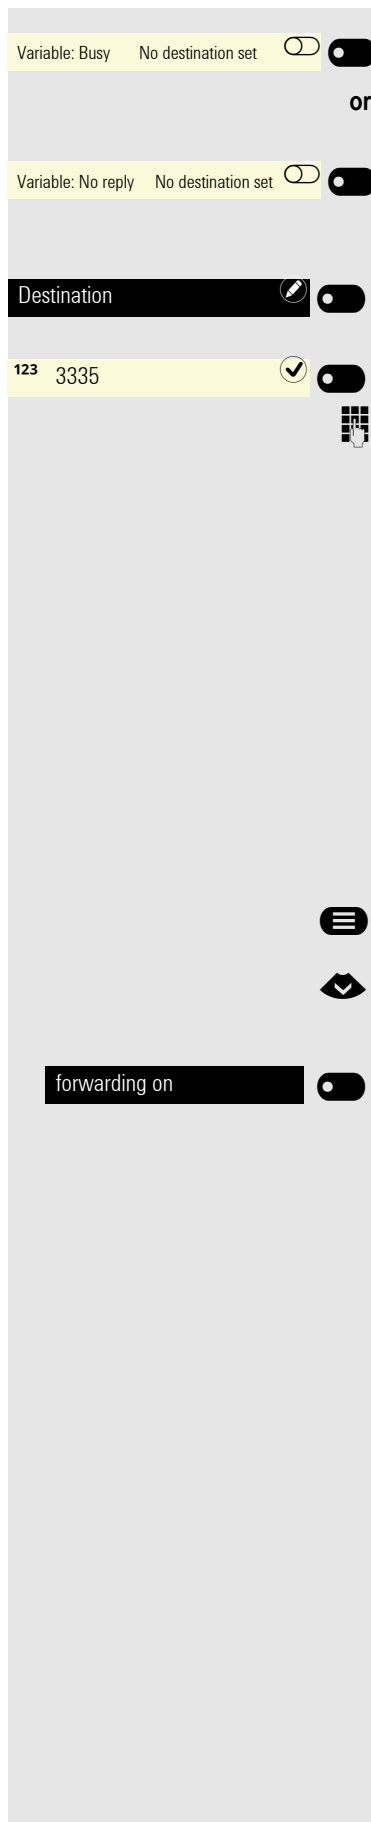 Variable: Busy No destination set
or
Variable: No reply No destination set
Destination
123 3335
forwarding on